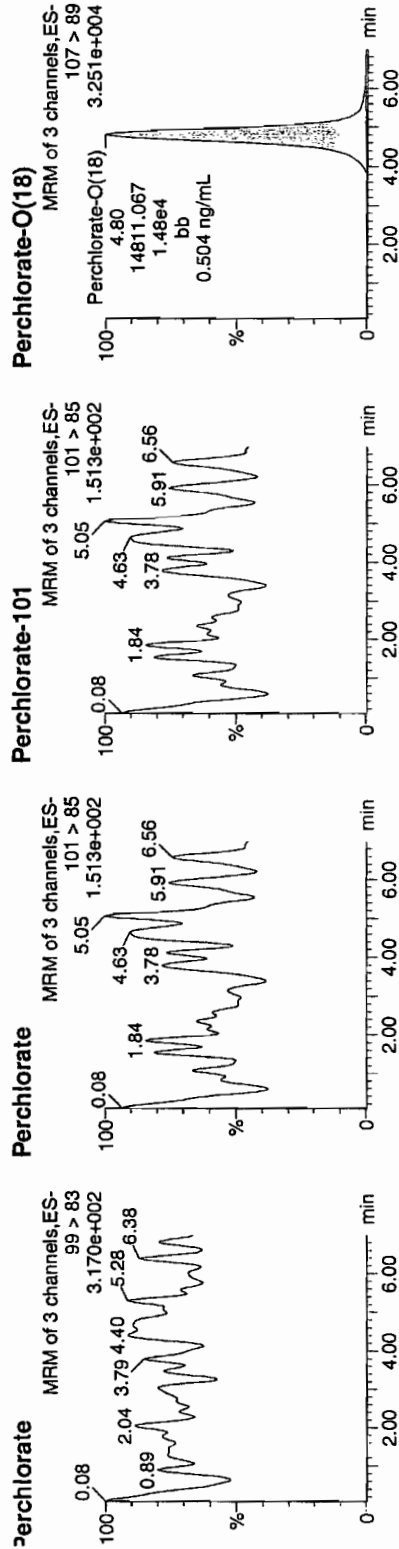 Perchlorate
MRM of 3 channels,ES-
99 > 83
3.170e+002
100
%
0
0.08
0.89
2.04
3.79
4.40
5.28
6.38
2.00
4.00
6.00
min
Perchlorate
MRM of 3 channels,ES-
101 > 85
1.513e+002
100
%
0
0.08
1.84
3.78
4.63
5.05
5.91
6.56
2.00
4.00
6.00
min
Perchlorate-101
MRM of 3 channels,ES-
101 > 85
1.513e+002
100
%
0
0.08
1.84
3.78
4.63
5.05
5.91
6.56
2.00
4.00
6.00
min
Perchlorate-O(18)
MRM of 3 channels,ES-
107 > 89
3.251e+004
100
%
0
Perchlorate-O(18)
4.80
14811.067
1.48e4
bb
0.504 ng/mL
2.00
4.00
6.00
min